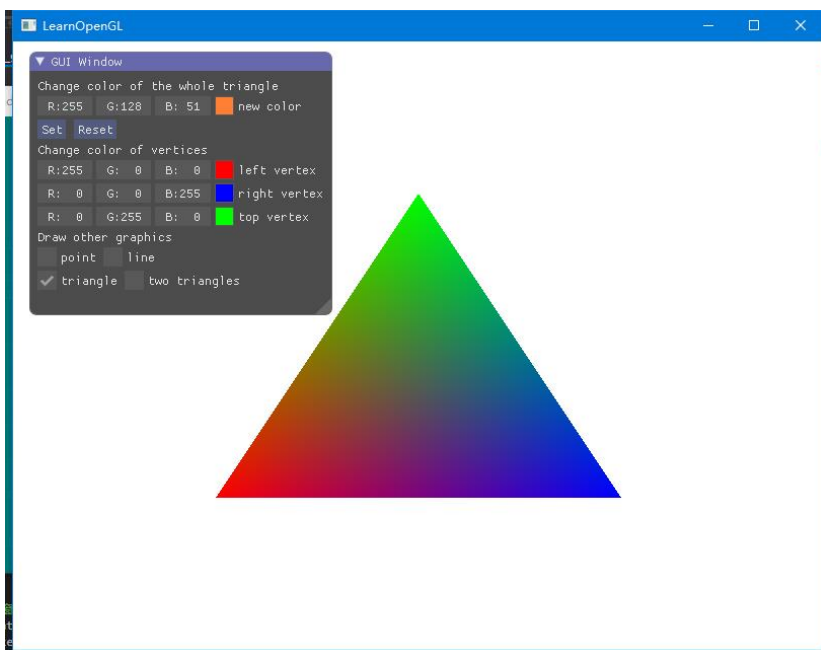 LearnOpenGL
GUI Window
Change color of the whole triangle
R:255 G:128 B: 51 new color
Set Reset
Change color of vertices
R:255 G: 0 B: 0 left vertex
R: 0 G: 0 B:255 right vertex
R: 0 G:255 B: 0 top vertex
Draw other graphics
point line
triangle two triangles